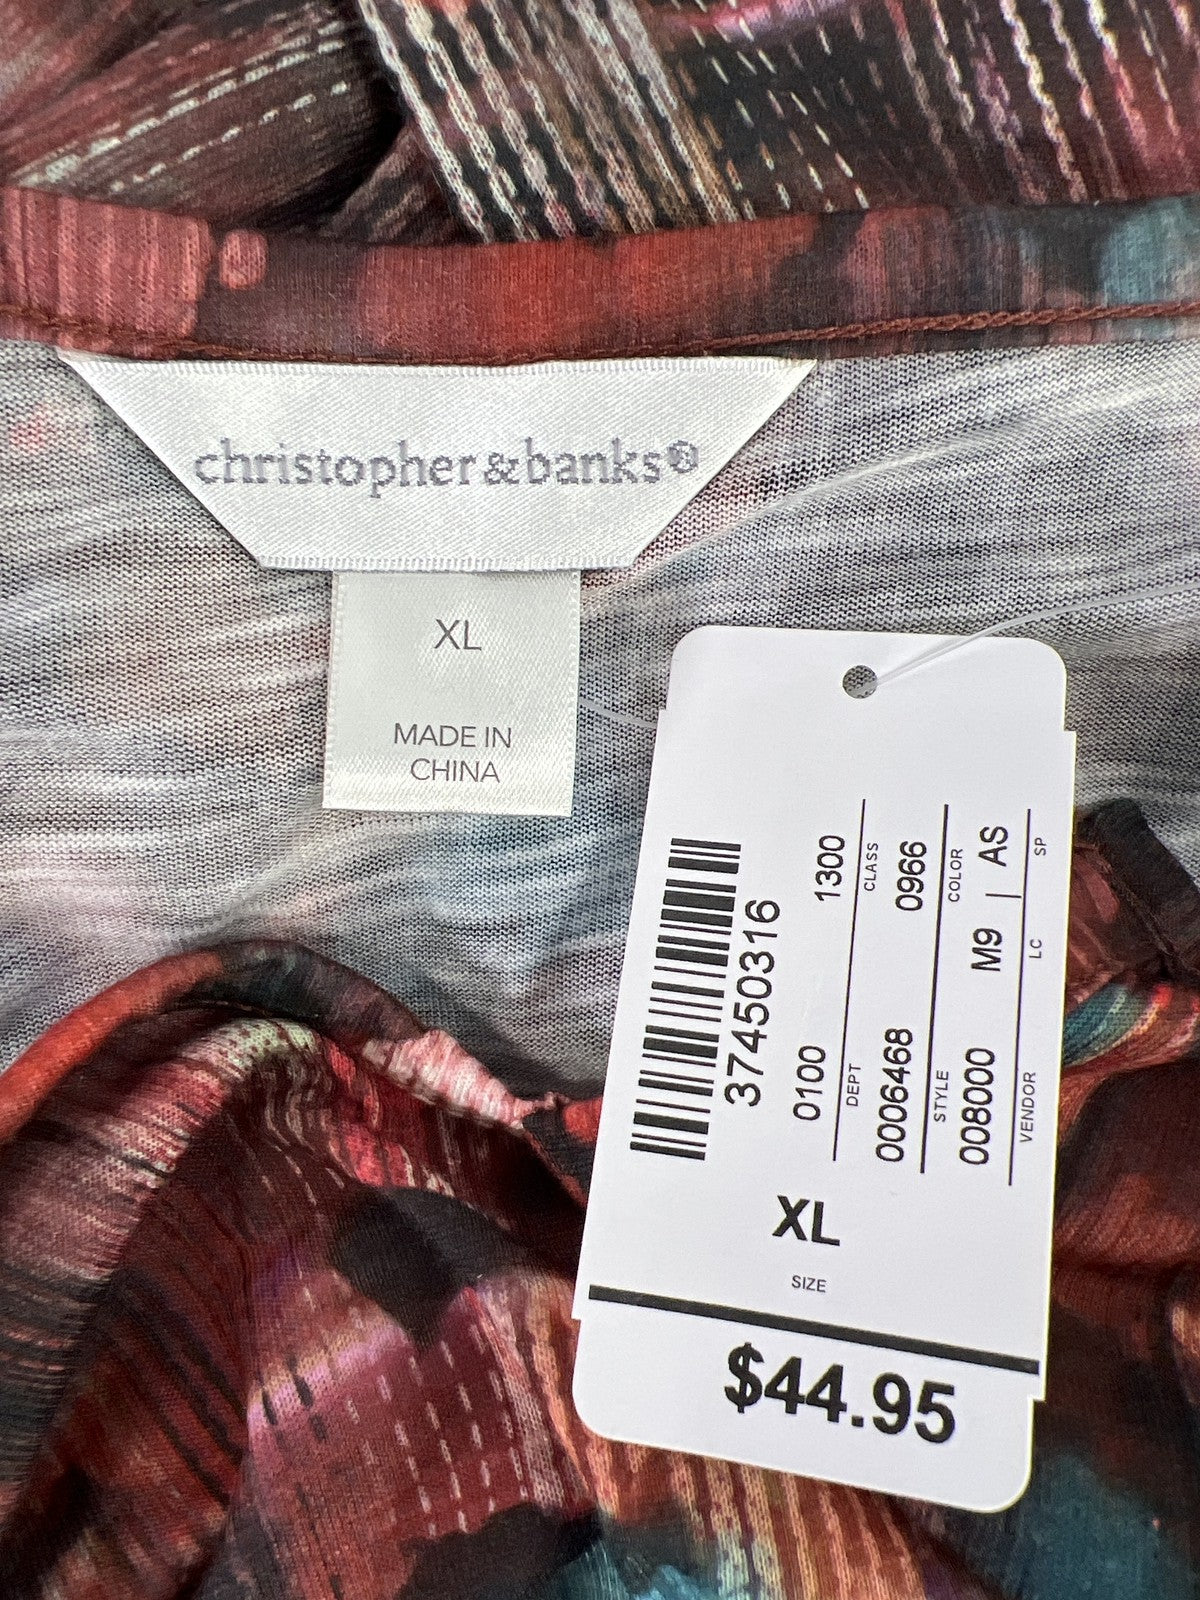 christopher & banks®
XL
MADE IN
CHINA
37450316
0100 1300
DEPT CLASS
0006468 0966
STYLE COLOR
008000 M9 | AS
VENDOR LC SP
XL
SIZE
$44.95